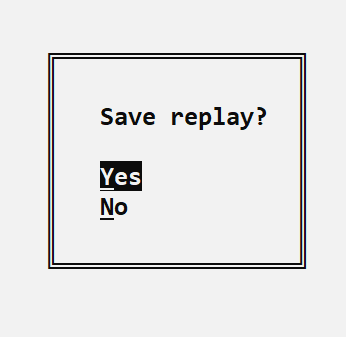 Save replay?
Yes
No